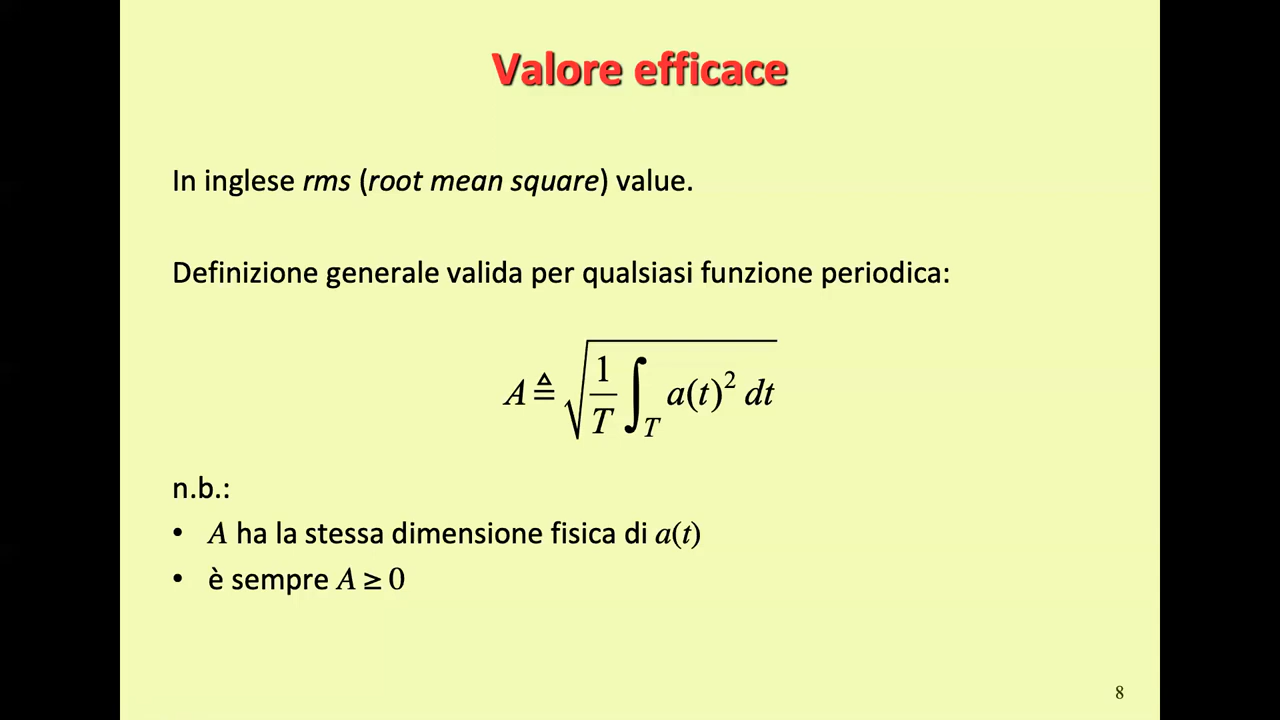 Valore efficace
In inglese rms (root mean square) value.
Definizione generale valida per qualsiasi funzione periodica:
A ≜ √(1/T ∫_T a(t)² dt)
n.b.:
• A ha la stessa dimensione fisica di a(t)
• è sempre A ≥ 0
8